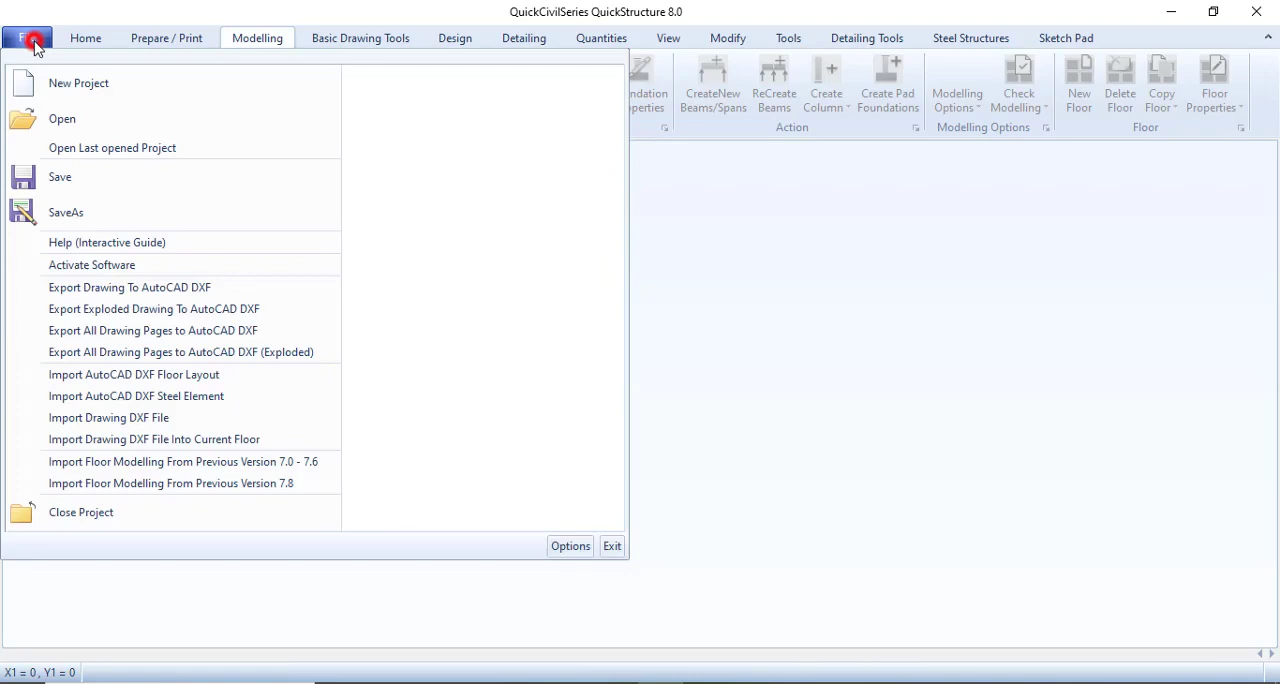 QuickCivilSeries QuickStructure 8.0
Home
Prepare / Print
Modelling
Basic Drawing Tools
Design
Detailing
Quantities
View
Modify
Tools
Detailing Tools
Steel Structures
Sketch Pad
New Project
Open
Open Last opened Project
Save
SaveAs
Help (Interactive Guide)
Activate Software
Export Drawing To AutoCAD DXF
Export Exploded Drawing To AutoCAD DXF
Export All Drawing Pages to AutoCAD DXF
Export All Drawing Pages to AutoCAD DXF (Exploded)
Import AutoCAD DXF Floor Layout
Import AutoCAD DXF Steel Element
Import Drawing DXF File
Import Drawing DXF File Into Current Floor
Import Floor Modelling From Previous Version 7.0 - 7.6
Import Floor Modelling From Previous Version 7.8
Close Project
Options
Exit
ndation
perties
CreateNew
Beams/Spans
ReCreate
Beams
Create
Column
Create Pad
Foundations
Action
Modelling
Options
Check
Modelling
Modelling Options
New
Floor
Delete
Floor
Copy
Floor
Floor
Properties
Floor
X1 = 0 , Y1 = 0